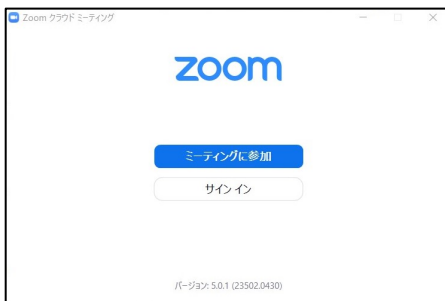 Zoom クラウド ミーティング
zoom
ミーティングに参加
サイン イン
バージョン: 5.0.1 (23502.0430)